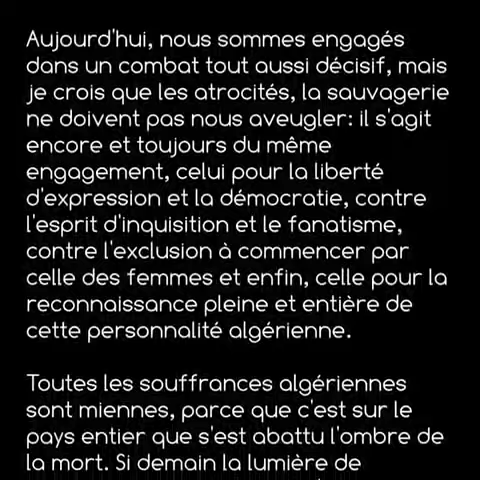 Aujourd'hui, nous sommes engagés
dans un combat tout aussi décisif, mais
je crois que les atrocités, la sauvagerie
ne doivent pas nous aveugler: il s'agit
encore et toujours du même
engagement, celui pour la liberté
d'expression et la démocratie, contre
l'esprit d'inquisition et le fanatisme,
contre l'exclusion à commencer par
celle des femmes et enfin, celle pour la
reconnaissance pleine et entière de
cette personnalité algérienne.
Toutes les souffrances algériennes
sont miennes, parce que c'est sur le
pays entier que s'est abattu l'ombre de
la mort. Si demain la lumière de